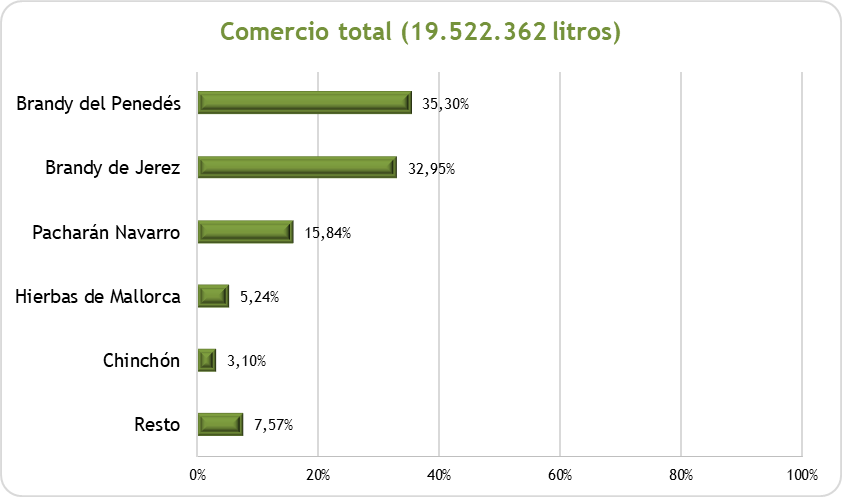 Comercio total (19.522.362 litros)
Brandy del Penedés 35,30%
Brandy de Jerez 32,95%
Pacharán Navarro 15,84%
Hierbas de Mallorca 5,24%
Chinchón 3,10%
Resto 7,57%
0% 20% 40% 60% 80% 100%